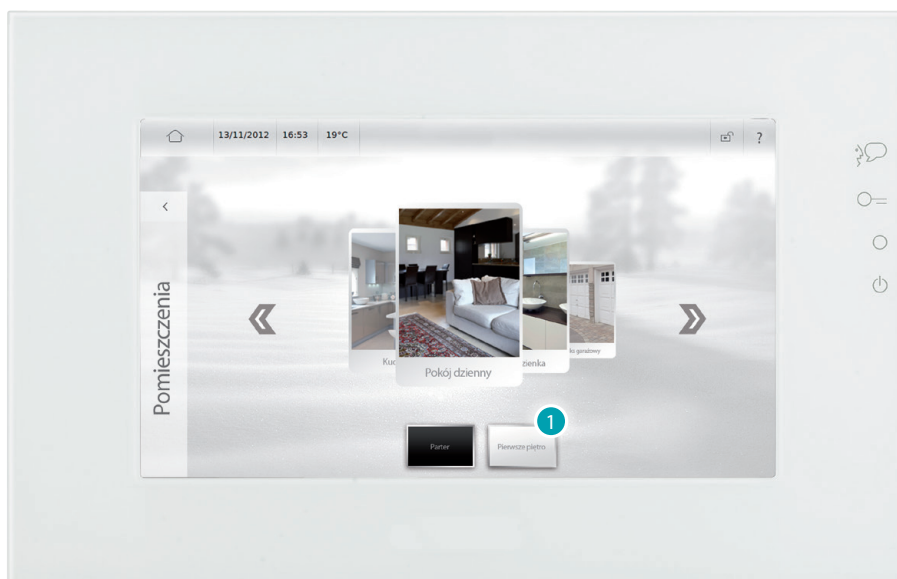 13/11/2012 16:53 19°C ?
Pomieszczenia
Pokój dzienny
Parter
Pierwsze piętro
1